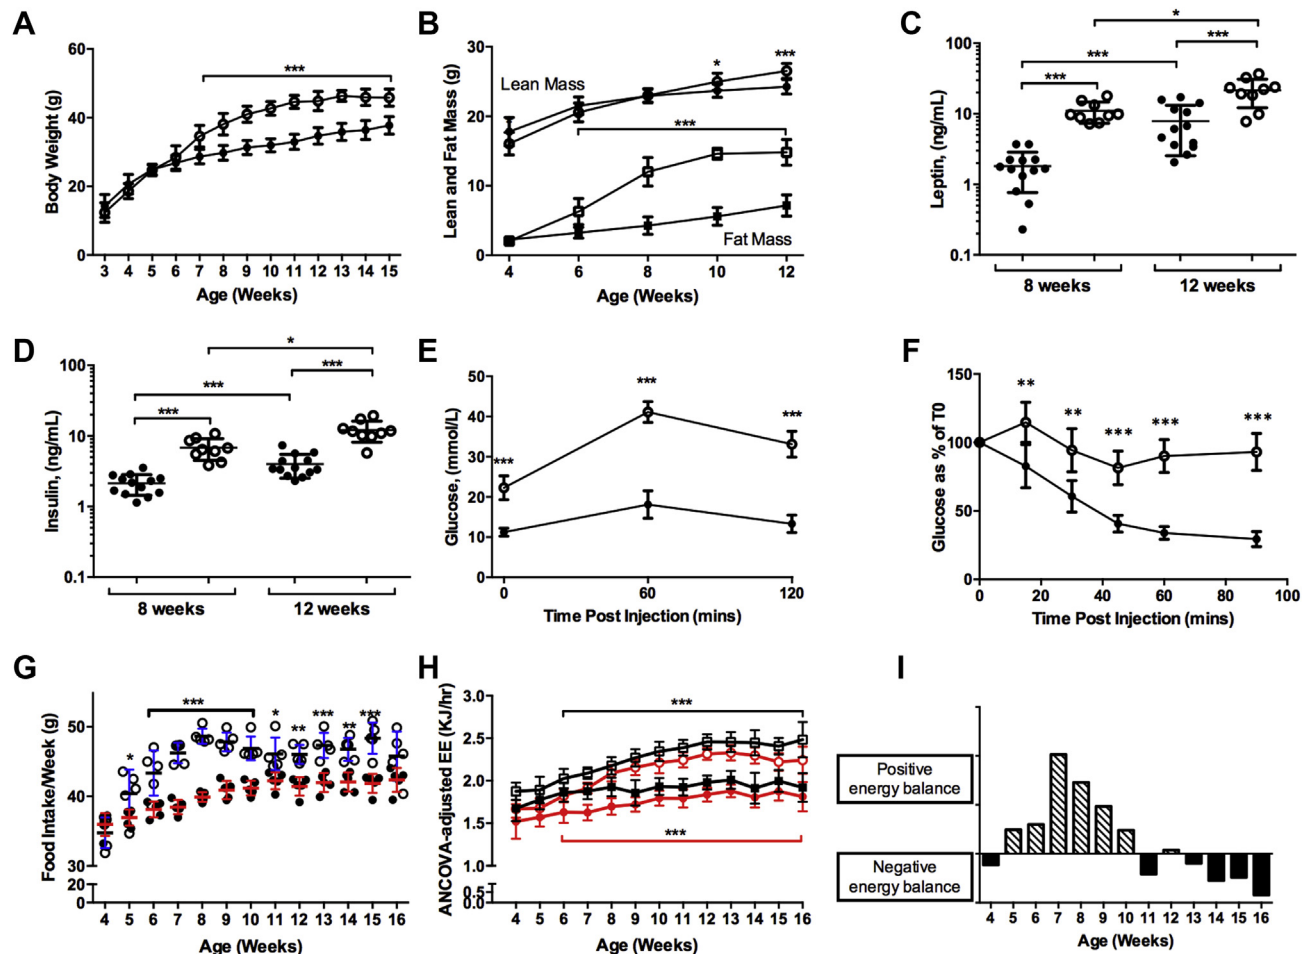 A
Body Weight (g)
60
40
20
0
3 4 5 6 7 8 9 10 11 12 13 14 15
Age (Weeks)
***
B
Lean and Fat Mass (g)
30
20
10
0
4 6 8 10 12
Age (Weeks)
Lean Mass
Fat Mass
* ***
***
C
Leptin, (ng/mL)
100
10
1
0.1
*
*** ***
***
8 weeks 12 weeks
D
Insulin, (ng/mL)
100
10
1
0.1
*
*** ***
***
8 weeks 12 weeks
E
Glucose, (mmol/L)
50
40
30
20
10
0
0 60 120
Time Post Injection (mins)
*** *** ***
F
Glucose as % of T0
150
100
50
0
0 20 40 60 80 100
Time Post Injection (mins)
** ** *** *** ***
G
Food Intake/Week (g)
50
40
30
20
0
4 5 6 7 8 9 10 11 12 13 14 15 16
Age (Weeks)
* *** * ** *** ** ***
H
ANCOVA-adjusted EE (KJ/hr)
3.0
2.5
2.0
1.5
1.0
0.5
0.0
4 5 6 7 8 9 10 11 12 13 14 15 16
Age (Weeks)
***
***
I
Positive
energy balance
Negative
energy balance
4 5 6 7 8 9 10 11 12 13 14 15 16
Age (Weeks)